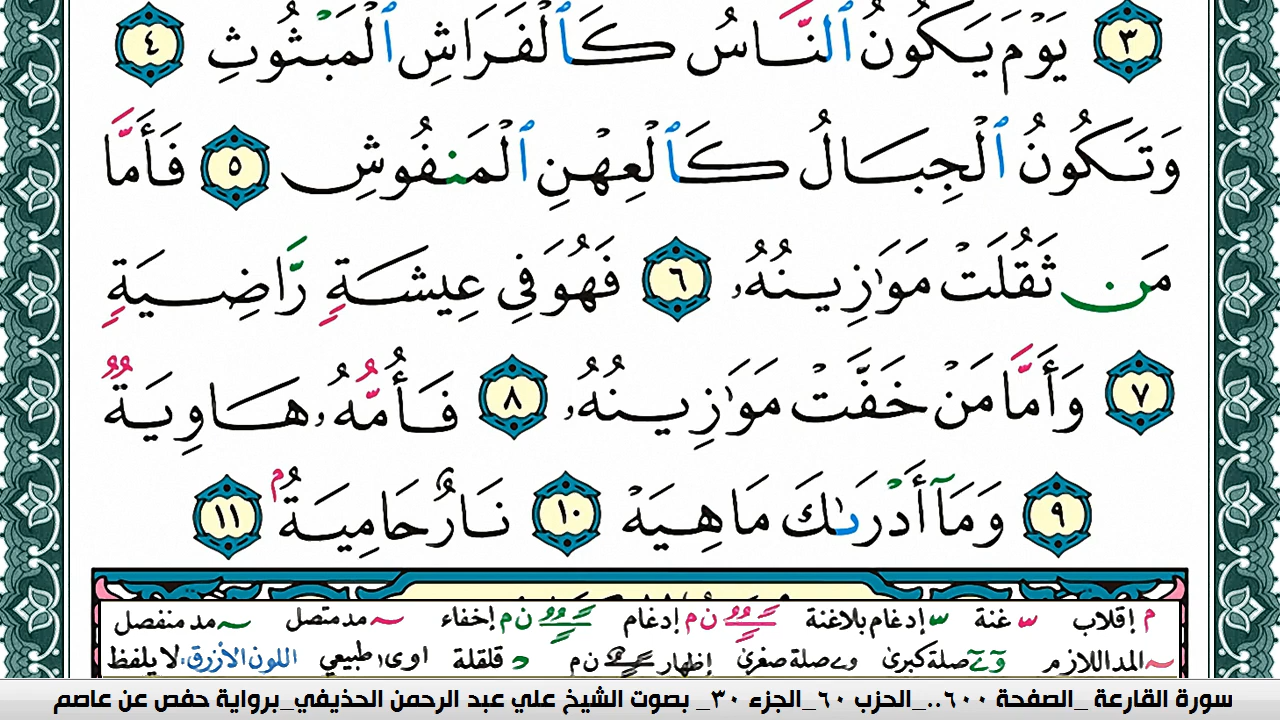 ٣ يَوْمَ يَكُونُ ٱلنَّاسُ كَٱلْفَرَاشِ ٱلْمَبْثُوثِ ٤
وَتَكُونُ ٱلْجِبَالُ كَٱلْعِهْنِ ٱلْمَنفُوشِ ٥ فَأَمَّا
مَن ثَقُلَتْ مَوَٰزِينُهُۥ ٦ فَهُوَ فِى عِيشَةٍ رَّاضِيَةٍ
٧ وَأَمَّا مَنْ خَفَّتْ مَوَٰزِينُهُۥ ٨ فَأُمُّهُۥ هَاوِيَةٌ
٩ وَمَآ أَدْرَىٰكَ مَا هِيَهْ ١٠ نَارٌ حَامِيَةٌۢ ١١
م إقلاب غنة إدغام بلاغنة ن م إدغام ن م إخفاء مد متصل مد منفصل
المد اللازم صلة كبرى و ے صلة صغرى إظهار ن م قلقلة اوى طبيعي اللون الأزرق: لا يلفظ
سورة القارعة _الصفحة ٦٠٠.._الحزب ٦٠_الجزء ٣٠_ بصوت الشيخ علي عبد الرحمن الحذيفي_برواية حفص عن عاصم